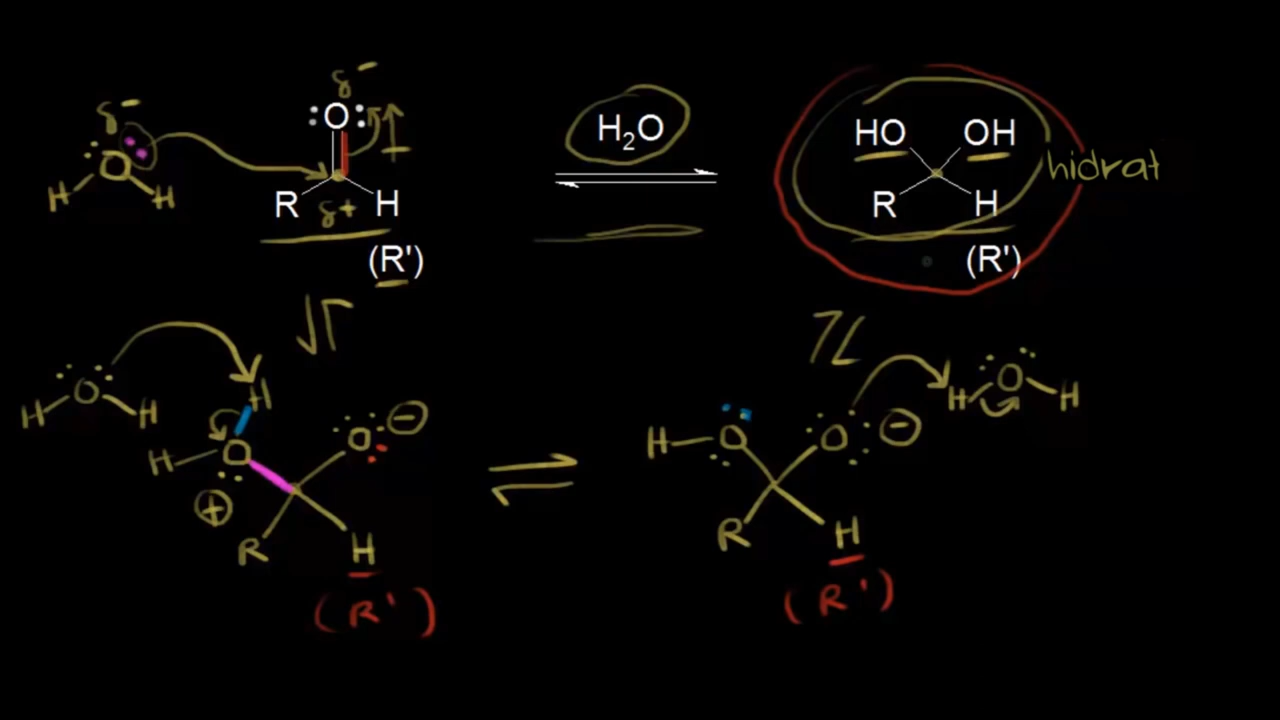 δ- δ-
O :O: H₂O HO OH
H H R δ+ H R H hidrat
(R') (R')
H O H H O H
H O O - H O O -
+
R H R H
(R') (R')